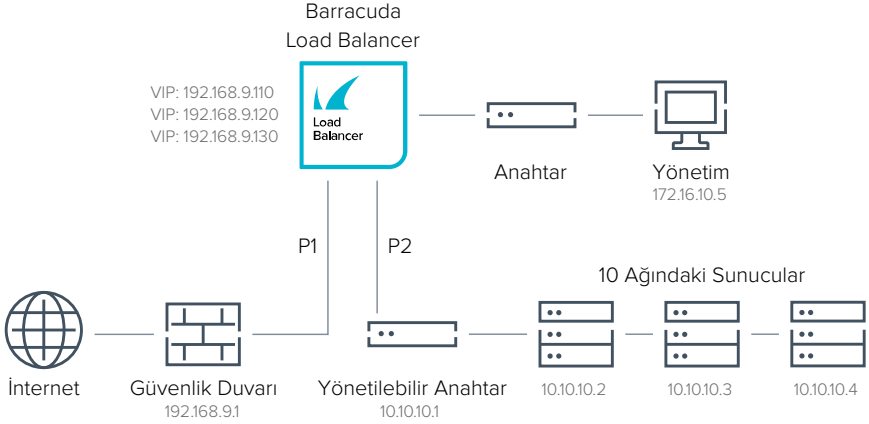 Barracuda
Load Balancer
VIP: 192.168.9.110
VIP: 192.168.9.120
VIP: 192.168.9.130
Load
Balancer
Anahtar
Yönetim
172.16.10.5
P1
P2
10 Ağındaki Sunucular
İnternet
Güvenlik Duvarı
192.168.9.1
Yönetilebilir Anahtar
10.10.10.1
10.10.10.2
10.10.10.3
10.10.10.4